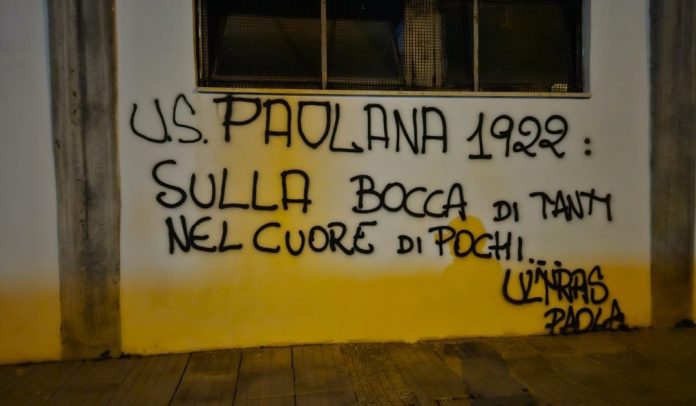 U.S. PAOLANA 1922 :
SULLA BOCCA DI TANTI
NEL CUORE DI POCHI...
ULTRAS
PAOLA